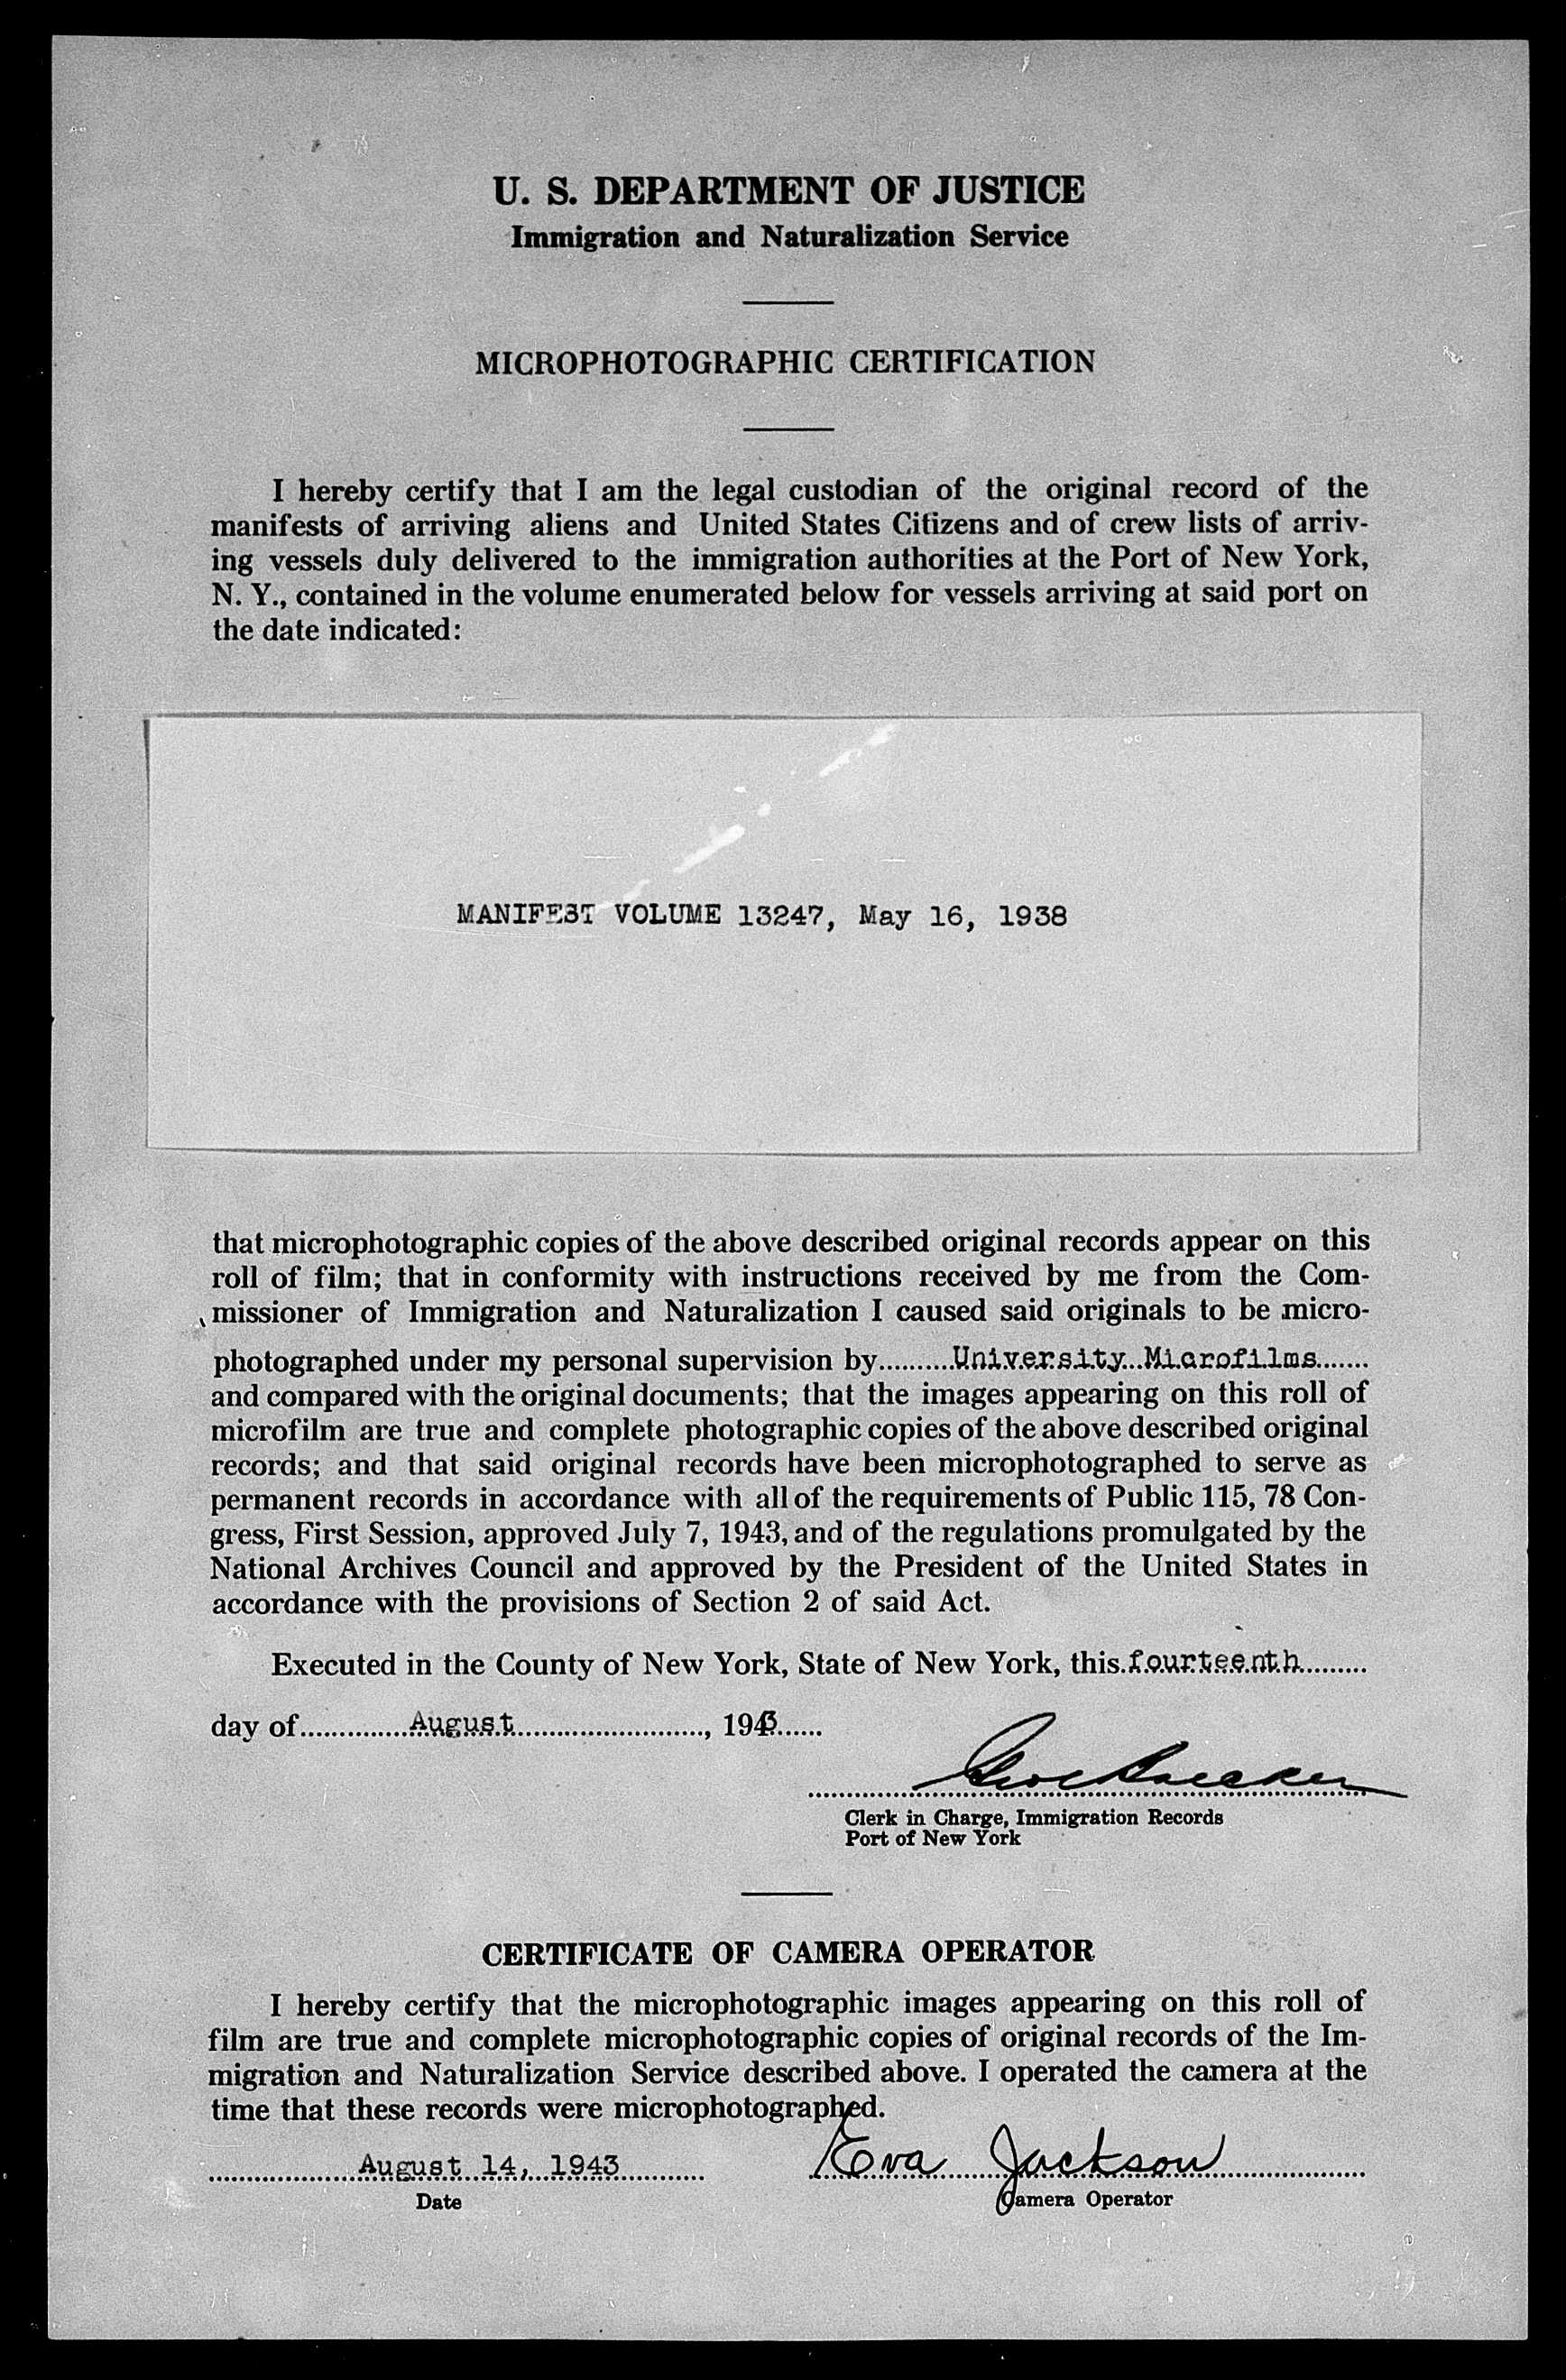 U. S. DEPARTMENT OF JUSTICE
Immigration and Naturalization Service
MICROPHOTOGRAPHIC CERTIFICATION
I hereby certify that I am the legal custodian of the original record of the
manifests of arriving aliens and United States Citizens and of crew lists of arriv-
ing vessels duly delivered to the immigration authorities at the Port of New York,
N. Y., contained in the volume enumerated below for vessels arriving at said port on
the date indicated:
MANIFEST VOLUME 13247, May 16, 1938
that microphotographic copies of the above described original records appear on this
roll of film; that in conformity with instructions received by me from the Com-
missioner of Immigration and Naturalization I caused said originals to be micro-
photographed under my personal supervision by University Microfilms
and compared with the original documents; that the images appearing on this roll of
microfilm are true and complete photographic copies of the above described original
records; and that said original records have been microphotographed to serve as
permanent records in accordance with all of the requirements of Public 115, 78 Con-
gress, First Session, approved July 7, 1943, and of the regulations promulgated by the
National Archives Council and approved by the President of the United States in
accordance with the provisions of Section 2 of said Act.
Executed in the County of New York, State of New York, this fourteenth
day of August, 1943
Clerk in Charge, Immigration Records
Port of New York
CERTIFICATE OF CAMERA OPERATOR
I hereby certify that the microphotographic images appearing on this roll of
film are true and complete microphotographic copies of original records of the Im-
migration and Naturalization Service described above. I operated the camera at the
time that these records were microphotographed.
August 14, 1943 Eva Jackson
Date Camera Operator